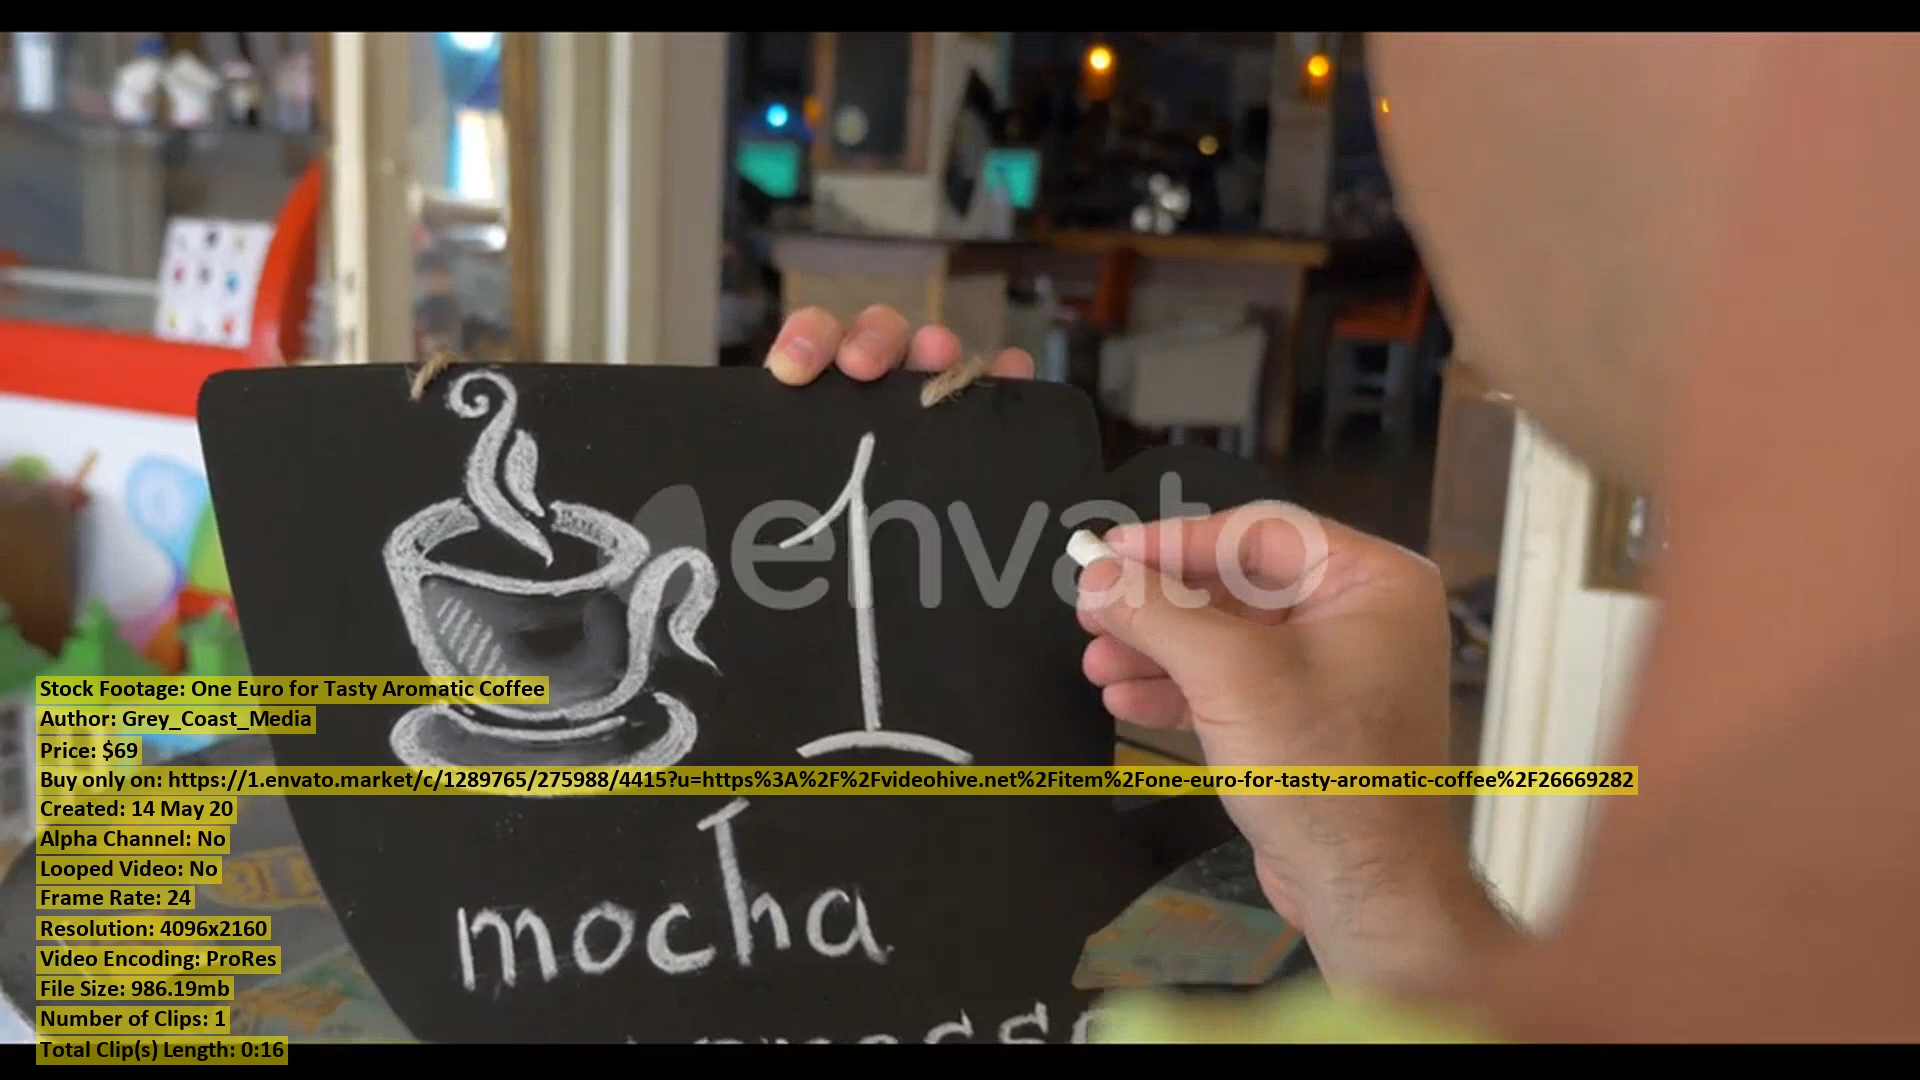 1
envato
mocha
Stock Footage: One Euro for Tasty Aromatic Coffee
Author: Grey_Coast_Media
Price: $69
Buy only on: https://1.envato.market/c/1289765/275988/4415?u=https%3A%2F%2Fvideohive.net%2Fitem%2Fone-euro-for-tasty-aromatic-coffee%2F26669282
Created: 14 May 20
Alpha Channel: No
Looped Video: No
Frame Rate: 24
Resolution: 4096x2160
Video Encoding: ProRes
File Size: 986.19mb
Number of Clips: 1
Total Clip(s) Length: 0:16